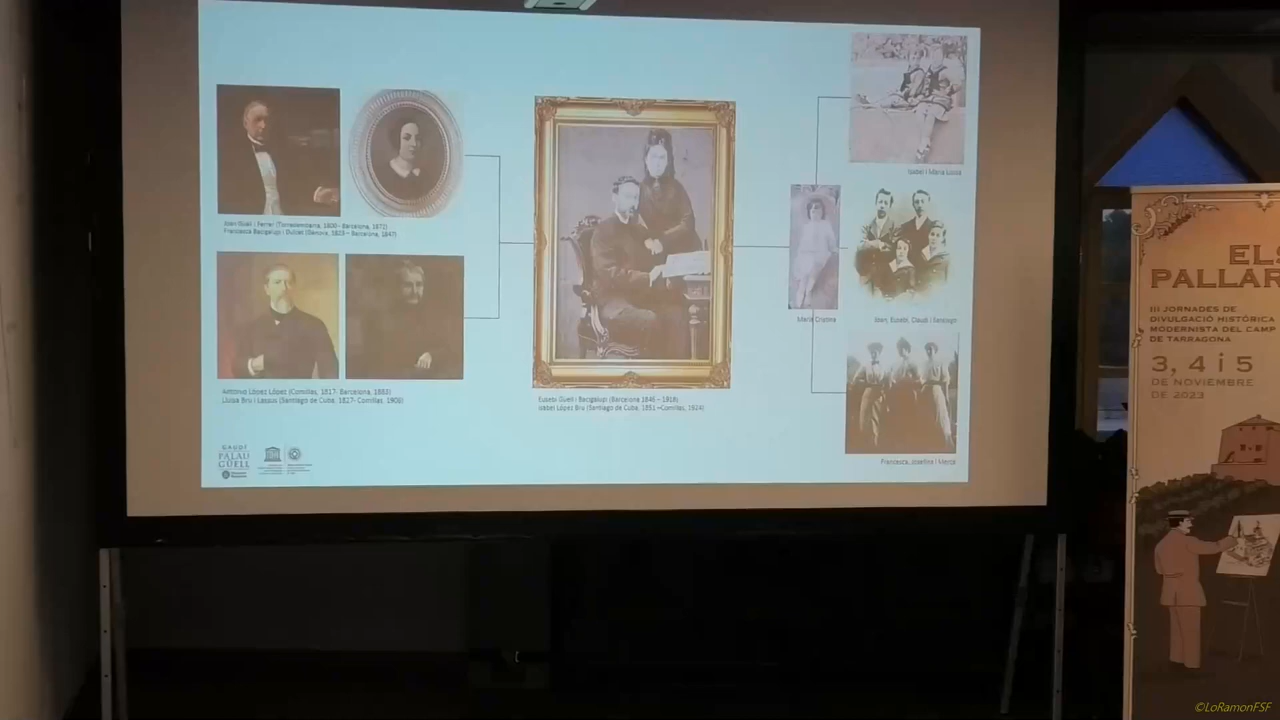 Joan Güell i Ferrer (Torredembarra, 1800- Barcelona, 1872)
Francesca Bacigalupi i Dulcet (Gènova, 1823 – Barcelona, 1847)
Antonio López López (Comillas, 1817- Barcelona, 1883)
Lluïsa Bru i Lassús (Santiago de Cuba, 1827- Comillas, 1905)
Eusebi Güell i Bacigalupi (Barcelona 1846 – 1918)
Isabel López Bru (Santiago de Cuba, 1851 –Comillas, 1924)
Maria Cristina
Isabel i Maria Lluïsa
Joan, Eusebi, Claudi i Santiago
Francesca, Josefina i Mercè
GAUDÍ
PALAU
GÜELL
ELS
PALLAR
III JORNADES DE
DIVULGACIÓ HISTÒRICA
MODERNISTA DEL CAMP
DE TARRAGONA
3, 4 i 5
DE NOVIEMBRE
DE 2023
©LoRamonFSF